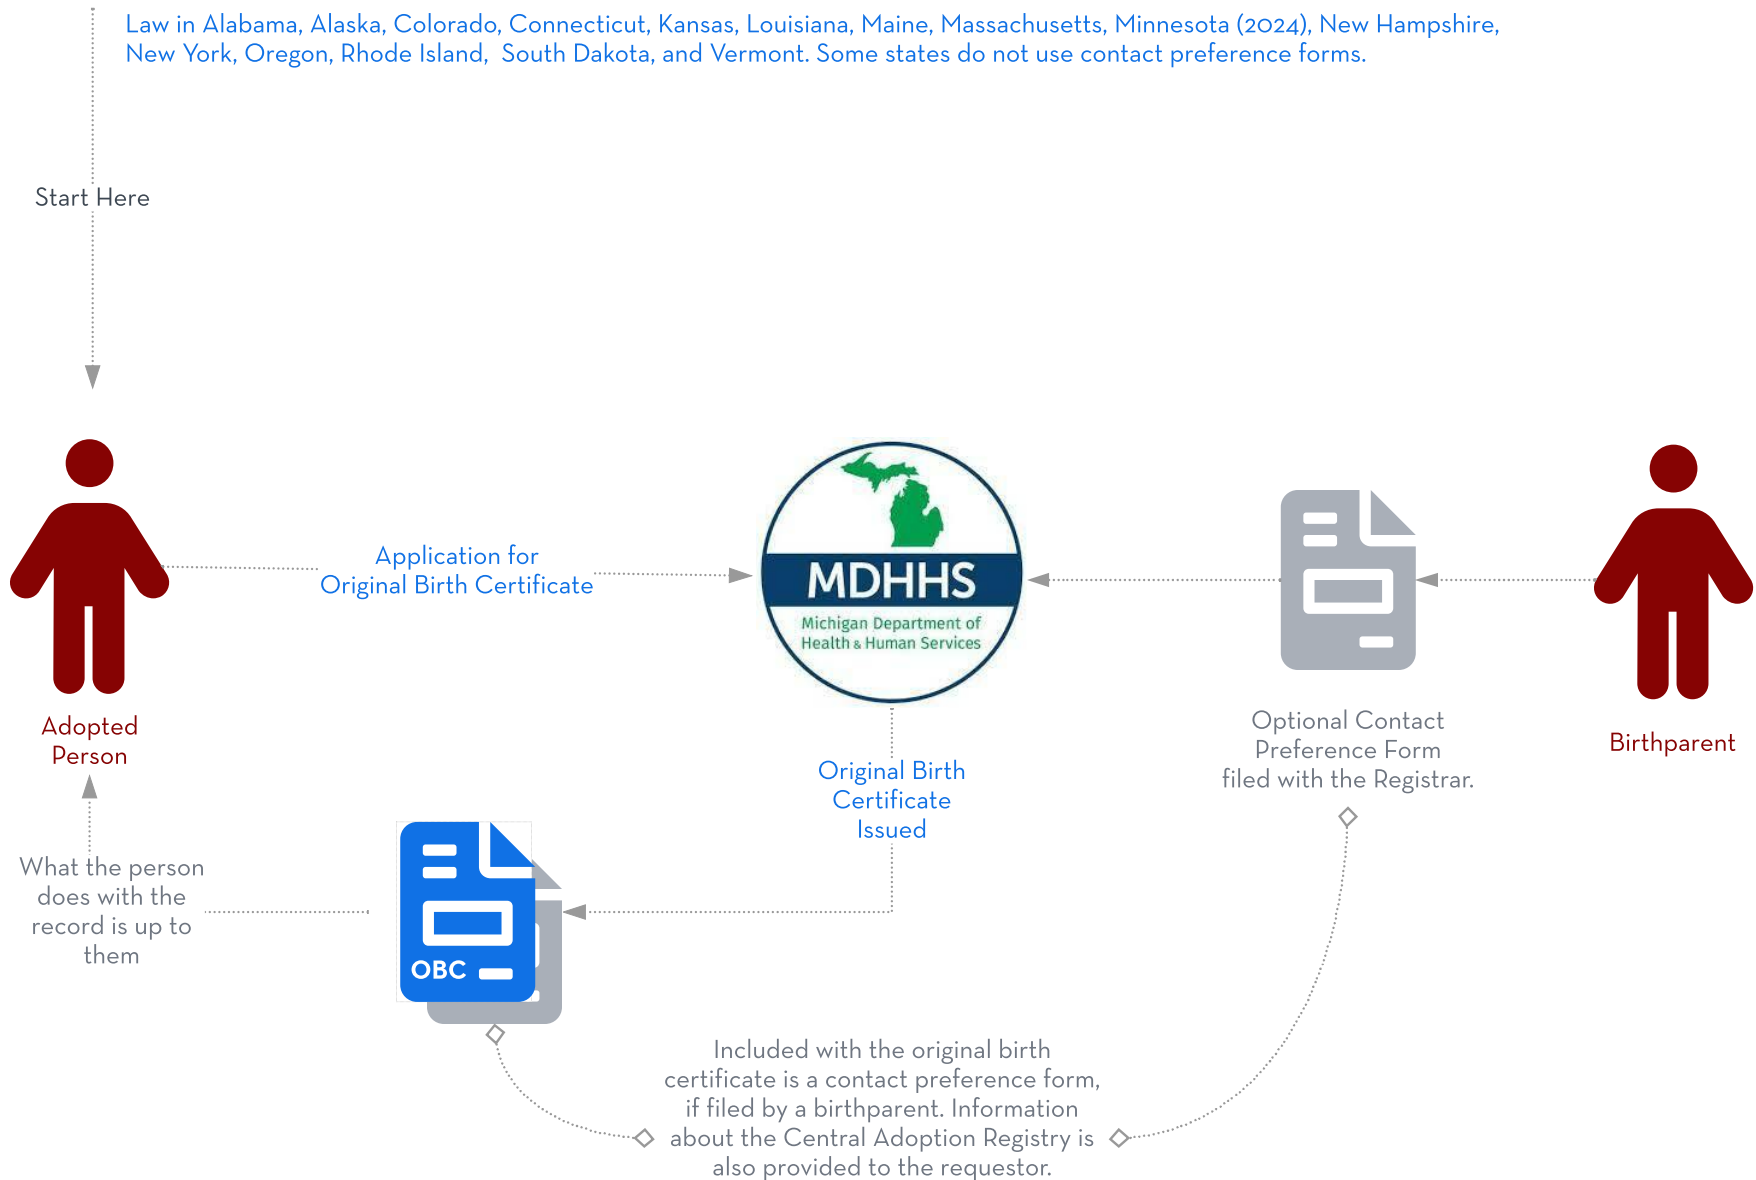 Law in Alabama, Alaska, Colorado, Connecticut, Kansas, Louisiana, Maine, Massachusetts, Minnesota (2024), New Hampshire,
New York, Oregon, Rhode Island,  South Dakota, and Vermont. Some states do not use contact preference forms.
Start Here
Application for
Original Birth Certificate
MDHHS
Michigan Department of
Health & Human Services
Adopted
Person
Optional Contact
Preference Form
filed with the Registrar.
Birthparent
Original Birth
Certificate
Issued
What the person
does with the
record is up to
them
OBC
Included with the original birth
certificate is a contact preference form,
if filed by a birthparent. Information
about the Central Adoption Registry is
also provided to the requestor.